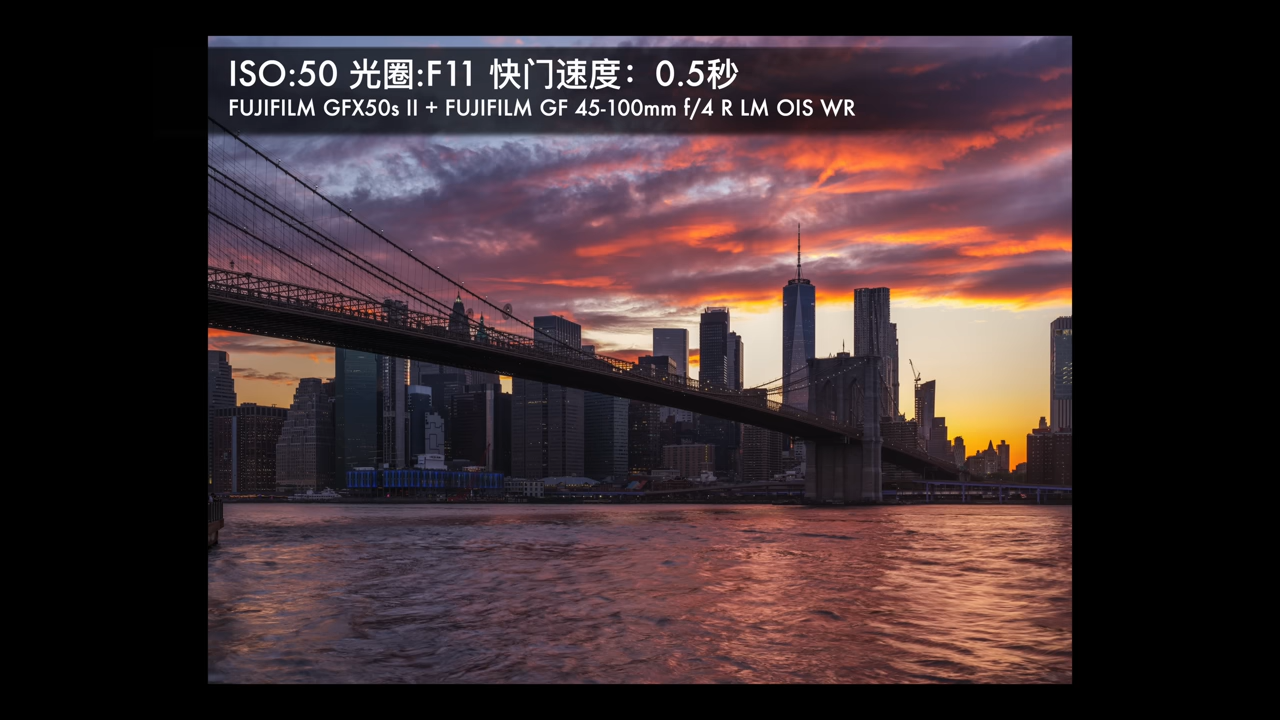 ISO:50 光圈:F11 快门速度：0.5秒
FUJIFILM GFX50s II + FUJIFILM GF 45-100mm f/4 R LM OIS WR